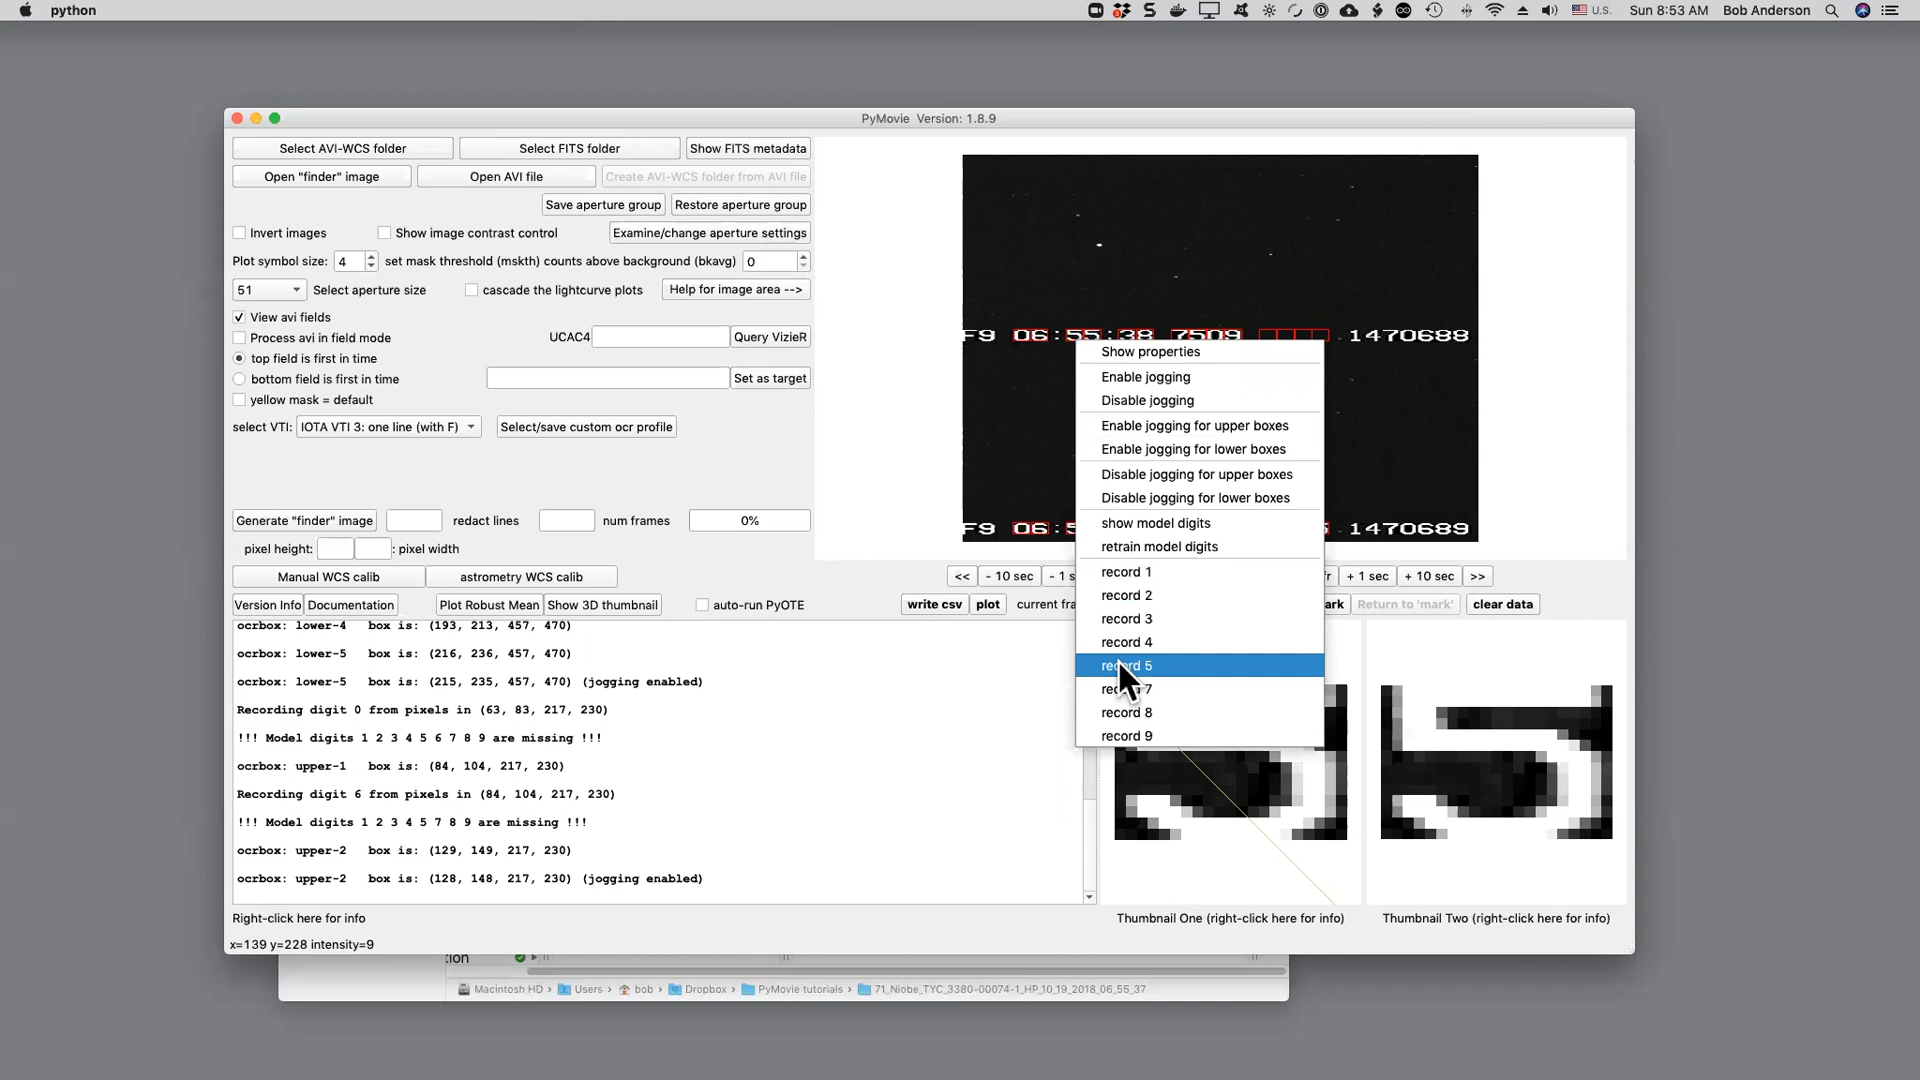 python
U.S.
Sun 8:53 AM
Bob Anderson
PyMovie Version: 1.8.9
Select AVI-WCS folder
Select FITS folder
Show FITS metadata
Open "finder" image
Open AVI file
Create AVI-WCS folder from AVI file
Save aperture group
Restore aperture group
Invert images
Show image contrast control
Examine/change aperture settings
Plot symbol size: 4
set mask threshold (mskth) counts above background (bkavg) 0
51 Select aperture size
cascade the lightcurve plots
Help for image area -->
View avi fields
Process avi in field mode
UCAC4
Query VizieR
top field is first in time
bottom field is first in time
Set as target
yellow mask = default
select VTI: IOTA VTI 3: one line (with F)
Select/save custom ocr profile
Generate "finder" image
redact lines
num frames
0%
pixel height:
: pixel width
Manual WCS calib
astrometry WCS calib
Version Info
Documentation
Plot Robust Mean
Show 3D thumbnail
auto-run PyOTE
F9 06:55:38 7509 1470688
F9 06:5 1470689
Show properties
Enable jogging
Disable jogging
Enable jogging for upper boxes
Enable jogging for lower boxes
Disable jogging for upper boxes
Disable jogging for lower boxes
show model digits
retrain model digits
record 1
record 2
record 3
record 4
record 5
record 8
record 9
<<
- 10 sec
- 1 s
+ 1 sec
+ 10 sec
>>
write csv
plot
current fra
ark
Return to 'mark'
clear data
ocrbox: lower-4 box is: (193, 213, 457, 470)
ocrbox: lower-5 box is: (216, 236, 457, 470)
ocrbox: lower-5 box is: (215, 235, 457, 470) (jogging enabled)
Recording digit 0 from pixels in (63, 83, 217, 230)
!!! Model digits 1 2 3 4 5 6 7 8 9 are missing !!!
ocrbox: upper-1 box is: (84, 104, 217, 230)
Recording digit 6 from pixels in (84, 104, 217, 230)
!!! Model digits 1 2 3 4 5 7 8 9 are missing !!!
ocrbox: upper-2 box is: (129, 149, 217, 230)
ocrbox: upper-2 box is: (128, 148, 217, 230) (jogging enabled)
Right-click here for info
Thumbnail One (right-click here for info)
Thumbnail Two (right-click here for info)
x=139 y=228 intensity=9
tion
Macintosh HD › Users › bob › Dropbox › PyMovie tutorials › 71_Niobe_TYC_3380-00074-1_HP_10_19_2018_06_55_37